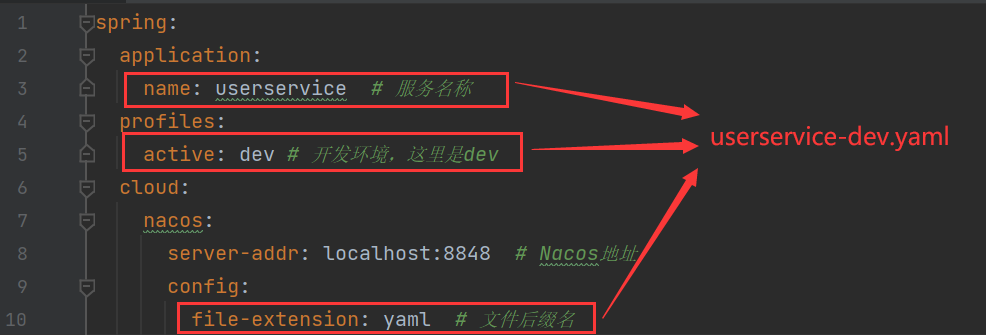 1 spring:
2 application:
3 name: userservice # 服务名称
4 profiles:
5 active: dev # 开发环境，这里是dev
6 cloud:
7 nacos:
8 server-addr: localhost:8848 # Nacos地址
9 config:
10 file-extension: yaml # 文件后缀名
userservice-dev.yaml